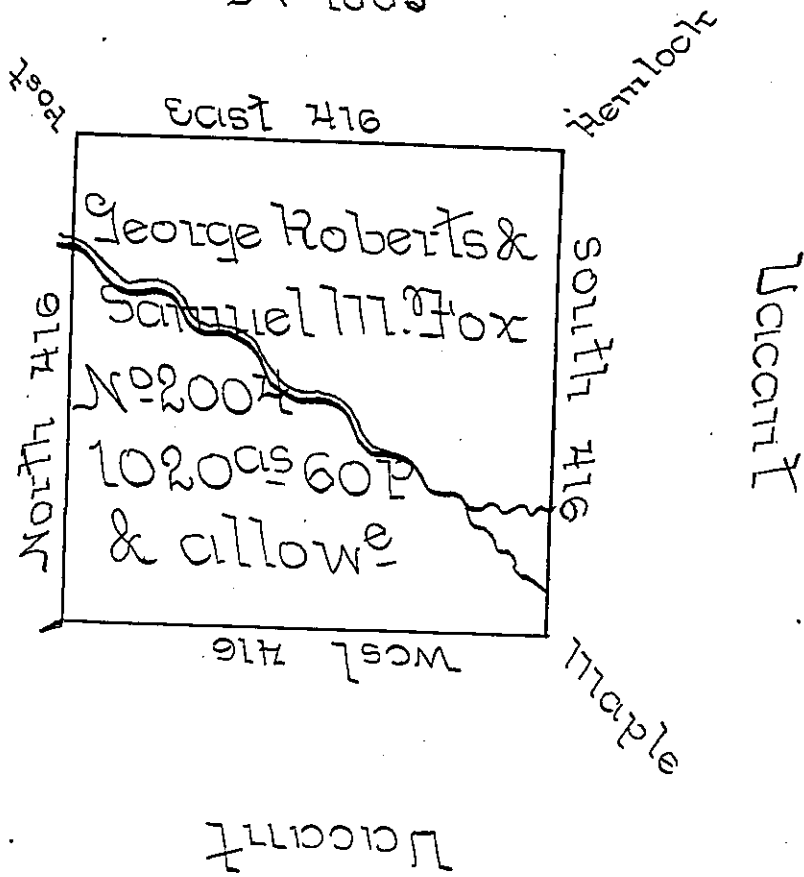 Post
East 416
Hemlock
George Roberts &
Samuel M. Fox
Nº 2004
1020as 60p
& allowe
North 416
South 416
Vacant
West 416
Maple
Vacant